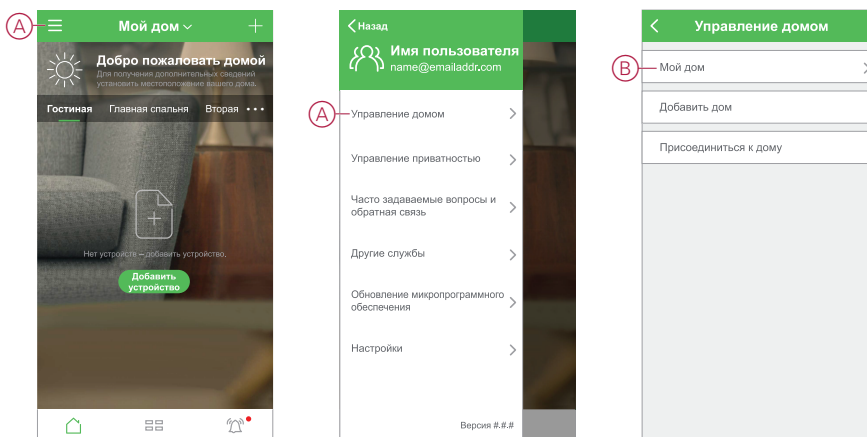 A
Мой дом
Добро пожаловать домой
Для получения дополнительных сведений
установить местоположение вашего дома.
Гостиная Главная спальня Вторая
Нет устройств – добавить устройство.
Добавить
устройство
Назад
Имя пользователя
name@emailaddr.com
A
Управление домом
Управление приватностью
Часто задаваемые вопросы и
обратная связь
Другие службы
Обновление микропрограммного
обеспечения
Настройки
Версия #.#.#
Управление домом
B
Мой дом
Добавить дом
Присоединиться к дому